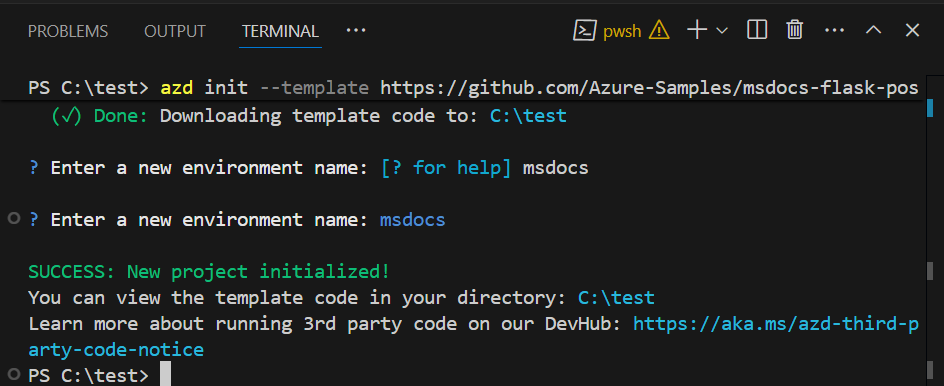 PROBLEMS OUTPUT TERMINAL ··· pwsh ···
PS C:\test> azd init --template https://github.com/Azure-Samples/msdocs-flask-pos
(✓) Done: Downloading template code to: C:\test
? Enter a new environment name: [? for help] msdocs
? Enter a new environment name: msdocs
SUCCESS: New project initialized!
You can view the template code in your directory: C:\test
Learn more about running 3rd party code on our DevHub: https://aka.ms/azd-third-p
arty-code-notice
PS C:\test>